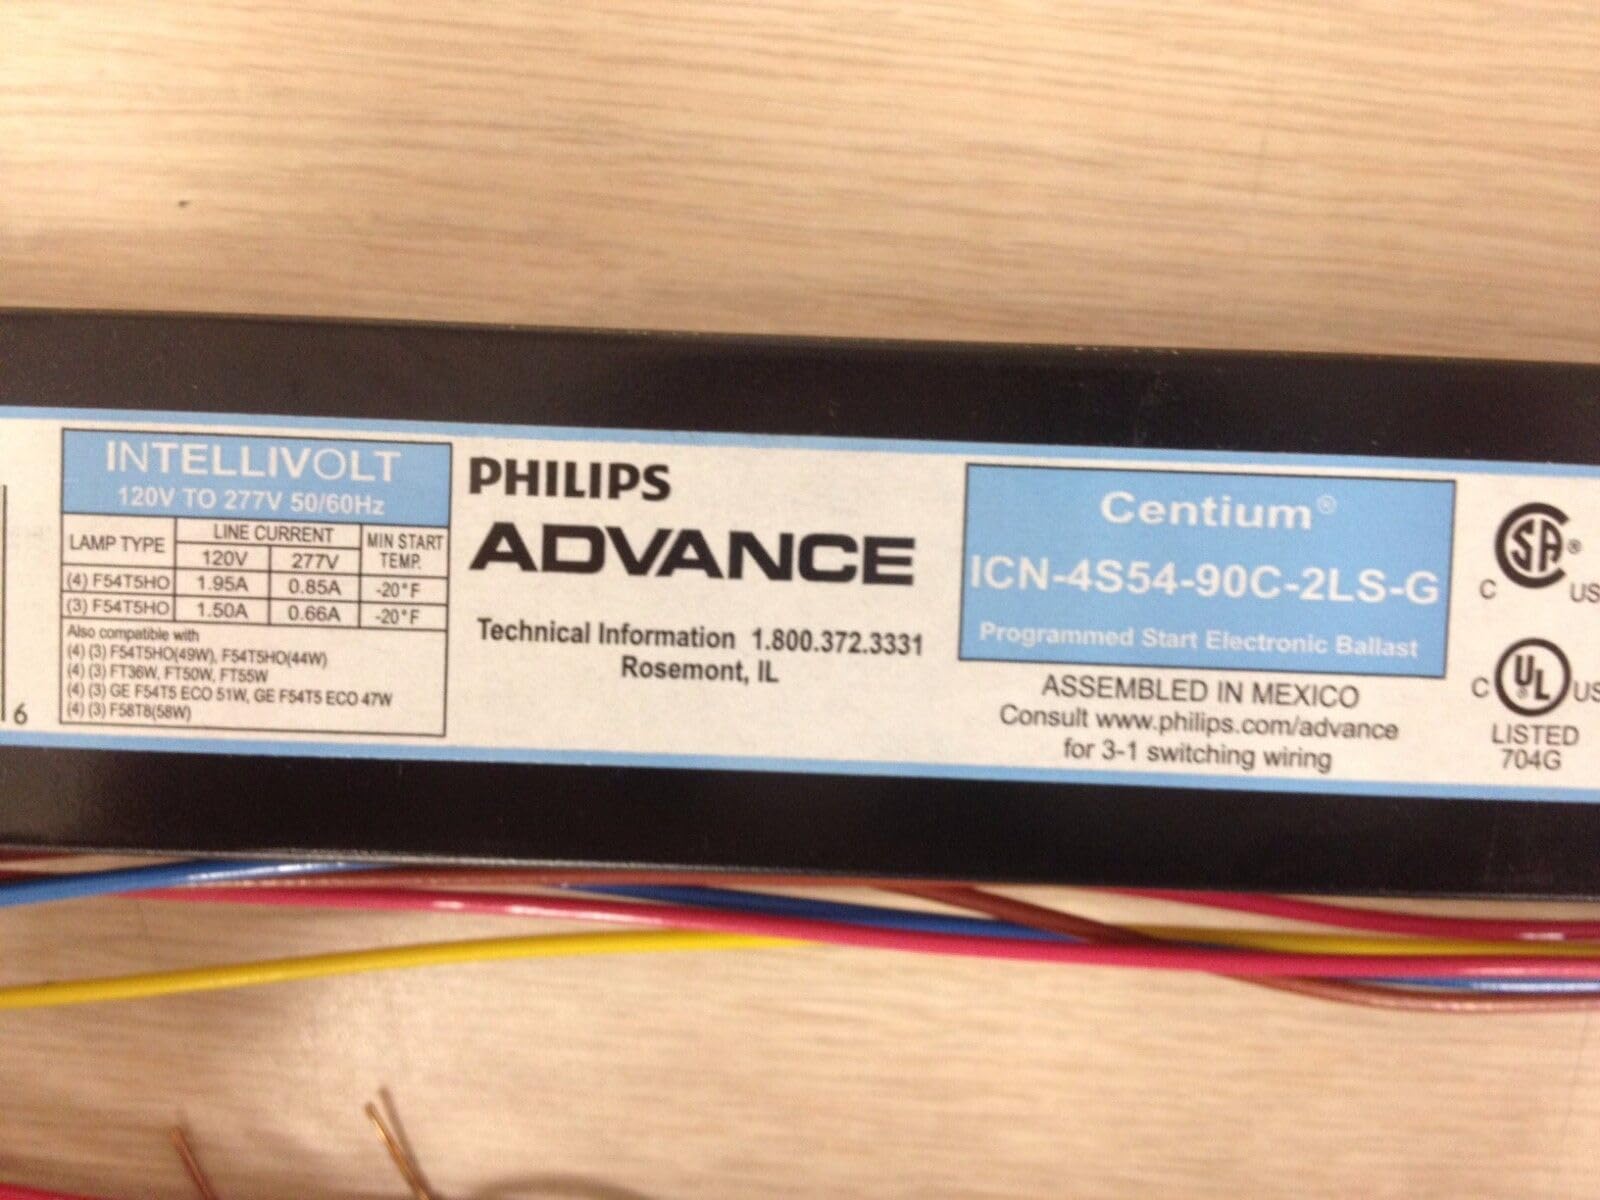 6
INTELLIVOLT
120V TO 277V 50/60Hz
LAMP TYPE LINE CURRENT MIN START TEMP.
120V 277V
(4) F54T5HO 1.95A 0.85A -20°F
(3) F54T5HO 1.50A 0.66A -20°F
Also compatible with
(4) (3) F54T5HO(49W), F54T5HO(44W)
(4) (3) FT36W, FT50W, FT55W
(4) (3) GE F54T5 ECO 51W, GE F54T5 ECO 47W
(4) (3) F58T8(58W)
PHILIPS
ADVANCE
Technical Information 1.800.372.3331
Rosemont, IL
Centium®
ICN-4S54-90C-2LS-G
Programmed Start Electronic Ballast
ASSEMBLED IN MEXICO
Consult www.philips.com/advance
for 3-1 switching wiring
C SA® US
C UL® US
LISTED
704G